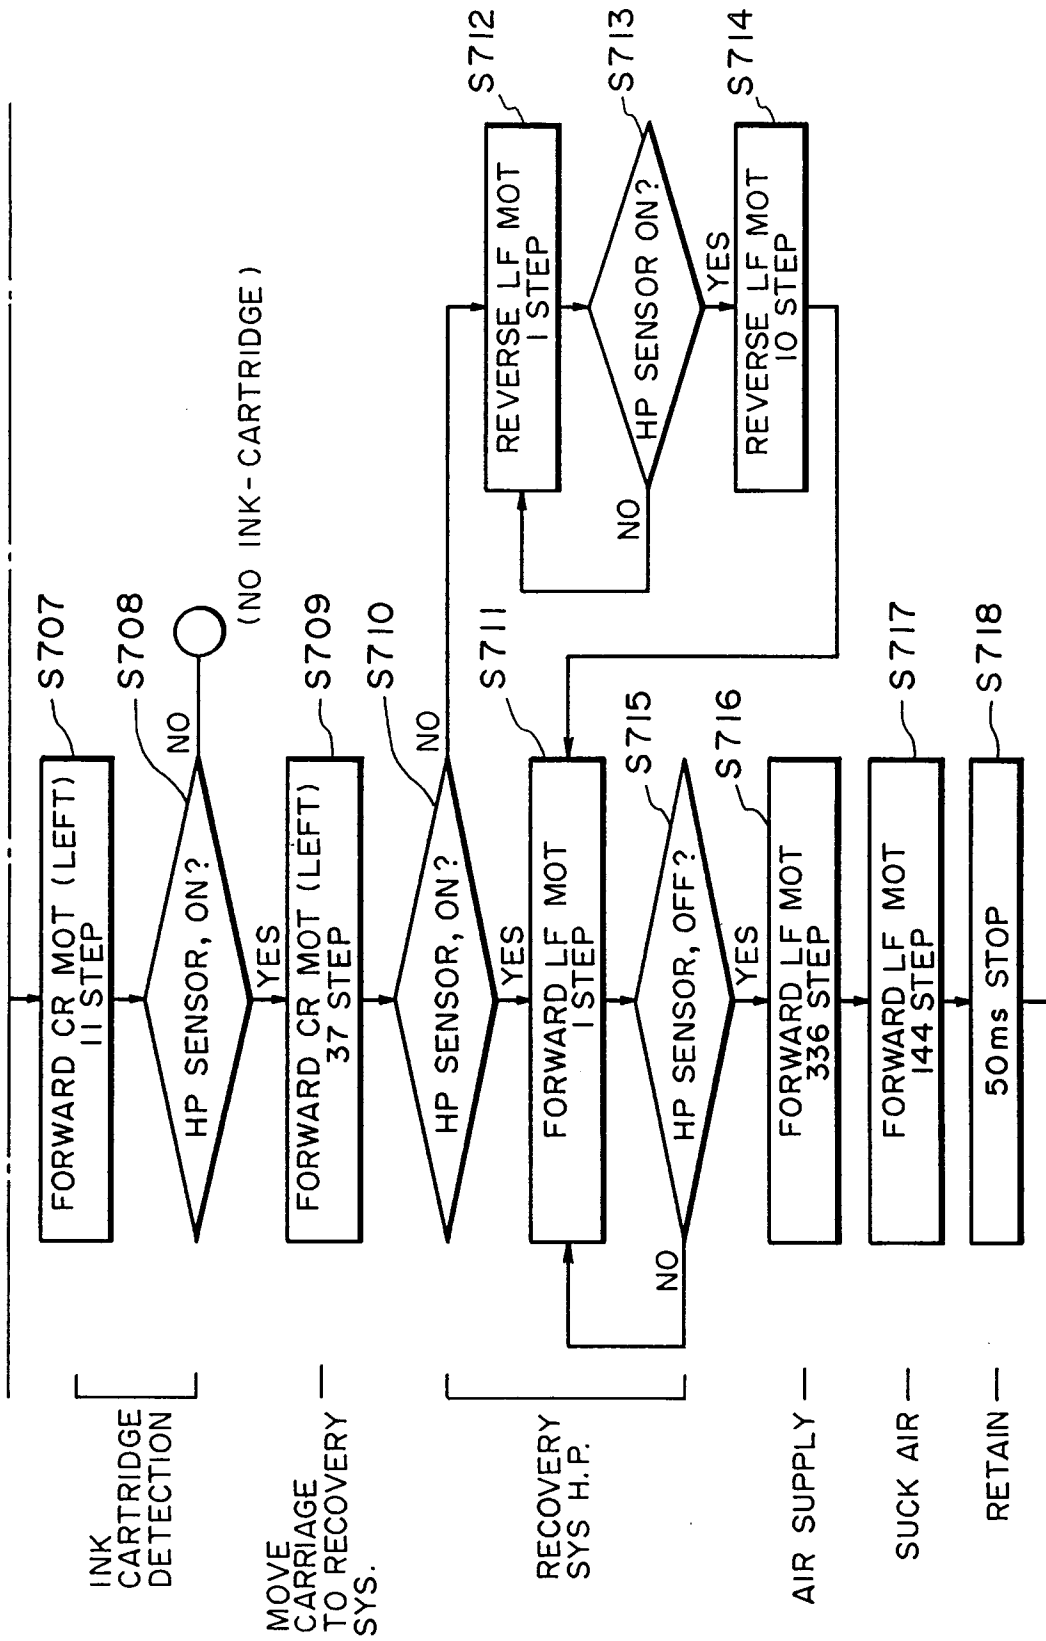 INK
CARTRIDGE
DETECTION
FORWARD CR MOT (LEFT)
11 STEP
S707
HP SENSOR, ON?
S708
NO
(NO INK-CARTRIDGE)
YES
MOVE
CARRIAGE
TO RECOVERY
SYS.
FORWARD CR MOT (LEFT)
37 STEP
S709
HP SENSOR, ON?
S710
NO
YES
RECOVERY
SYS H.P.
FORWARD LF MOT
1 STEP
S711
REVERSE LF MOT
1 STEP
S712
HP SENSOR ON?
S713
NO
YES
REVERSE LF MOT
10 STEP
S714
HP SENSOR, OFF?
S715
NO
YES
AIR SUPPLY
FORWARD LF MOT
336 STEP
S716
SUCK AIR
FORWARD LF MOT
144 STEP
S717
RETAIN
50ms STOP
S718